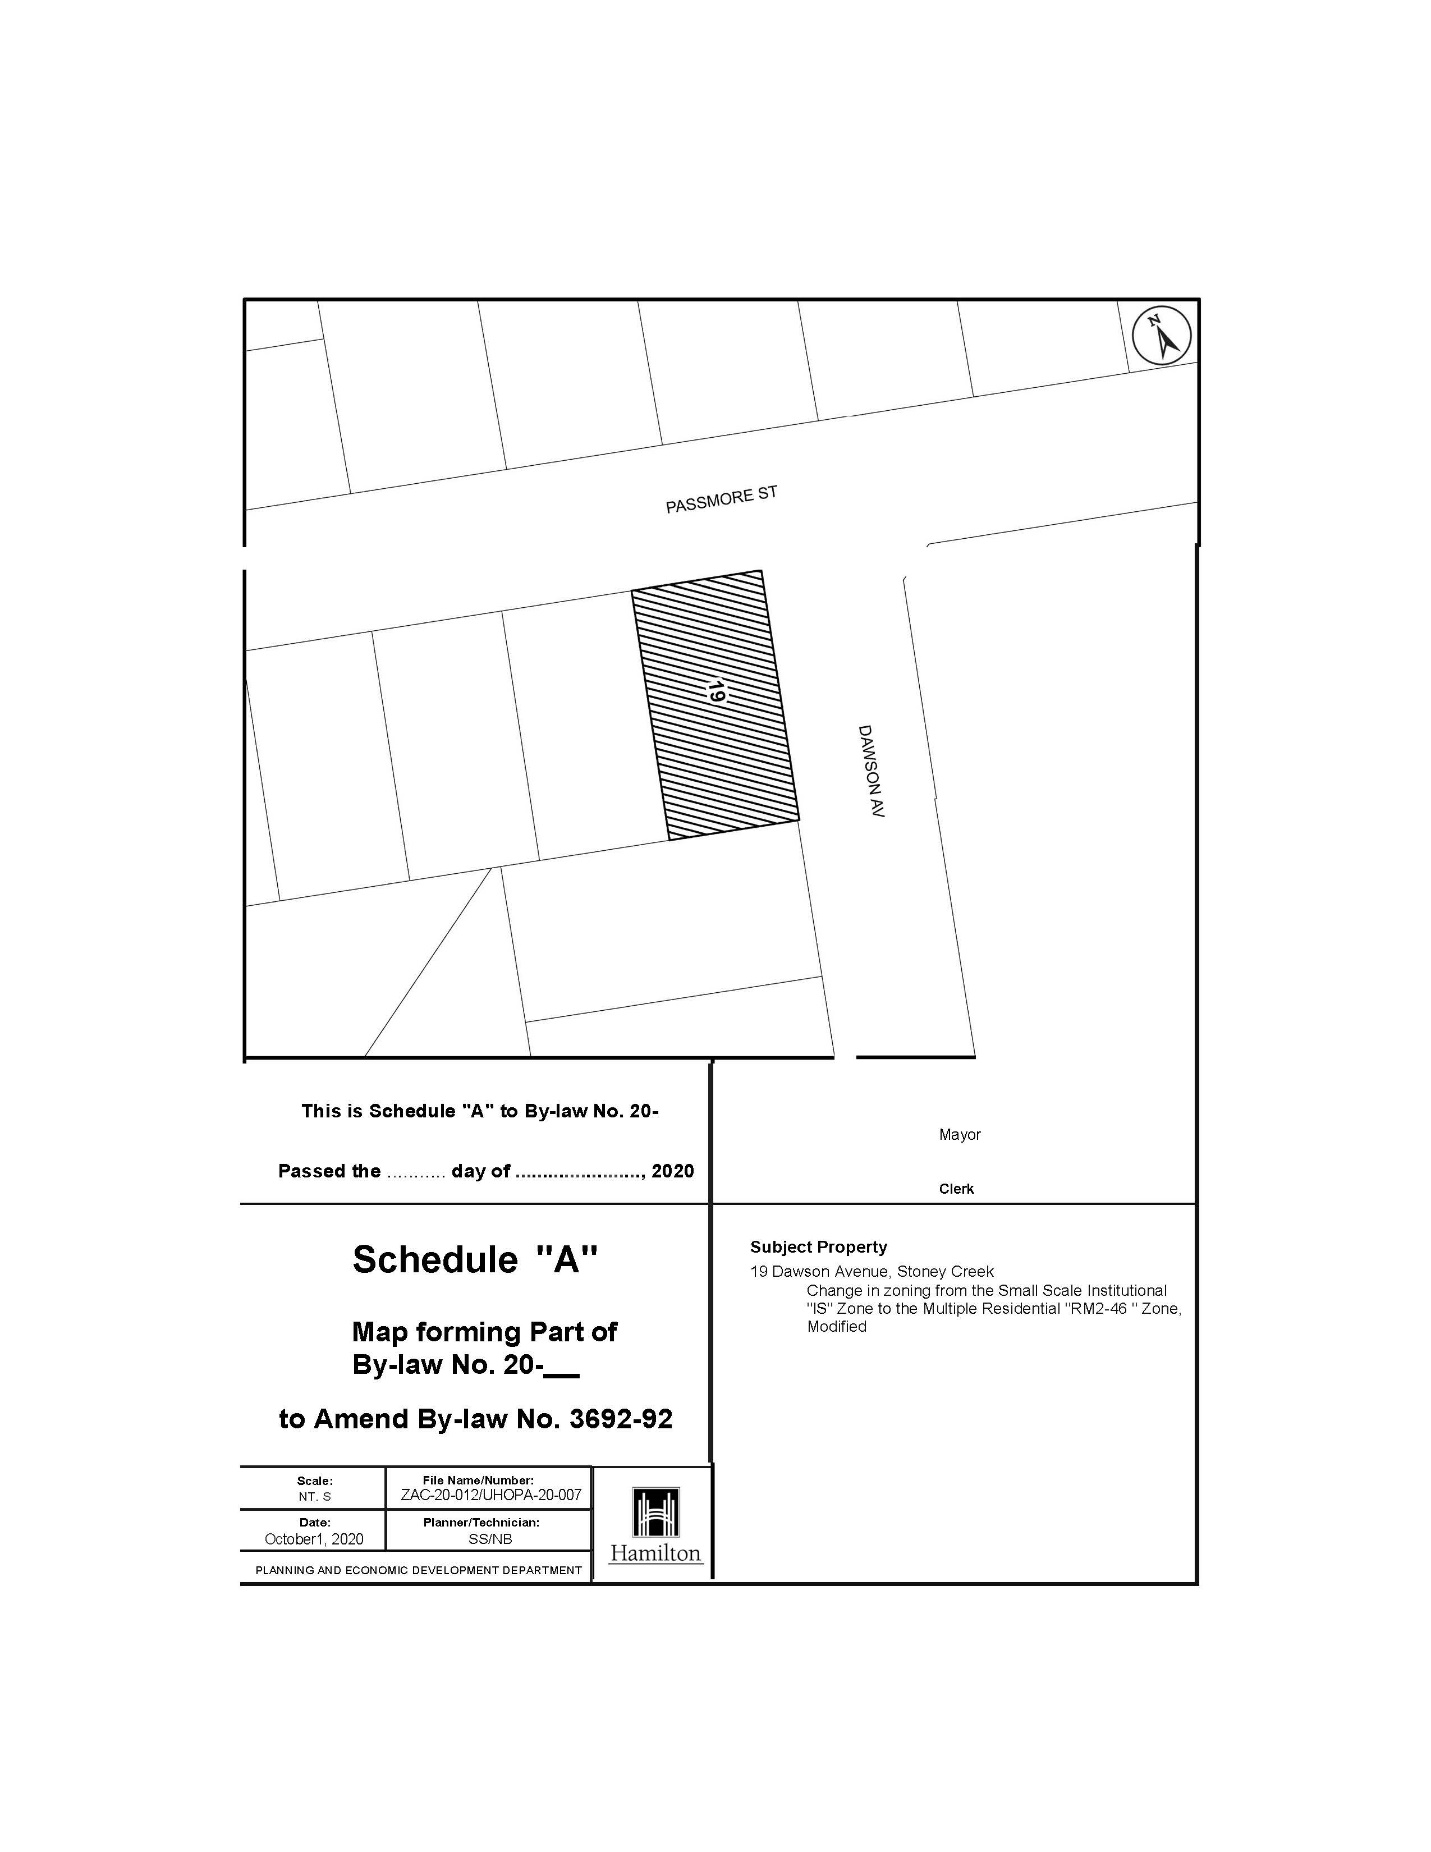 N
PASSMORE ST
19
DAWSON AV
This is Schedule "A" to By-law No. 20-
Passed the .......... day of ......................., 2020
Mayor
Clerk
Schedule "A"
Map forming Part of
By-law No. 20-___
to Amend By-law No. 3692-92
Subject Property
19 Dawson Avenue, Stoney Creek
Change in zoning from the Small Scale Institutional
"IS" Zone to the Multiple Residential "RM2-46 " Zone,
Modified
Scale:
NT. S
File Name/Number:
ZAC-20-012/UHOPA-20-007
Date:
October1, 2020
Planner/Technician:
SS/NB
PLANNING AND ECONOMIC DEVELOPMENT DEPARTMENT
Hamilton